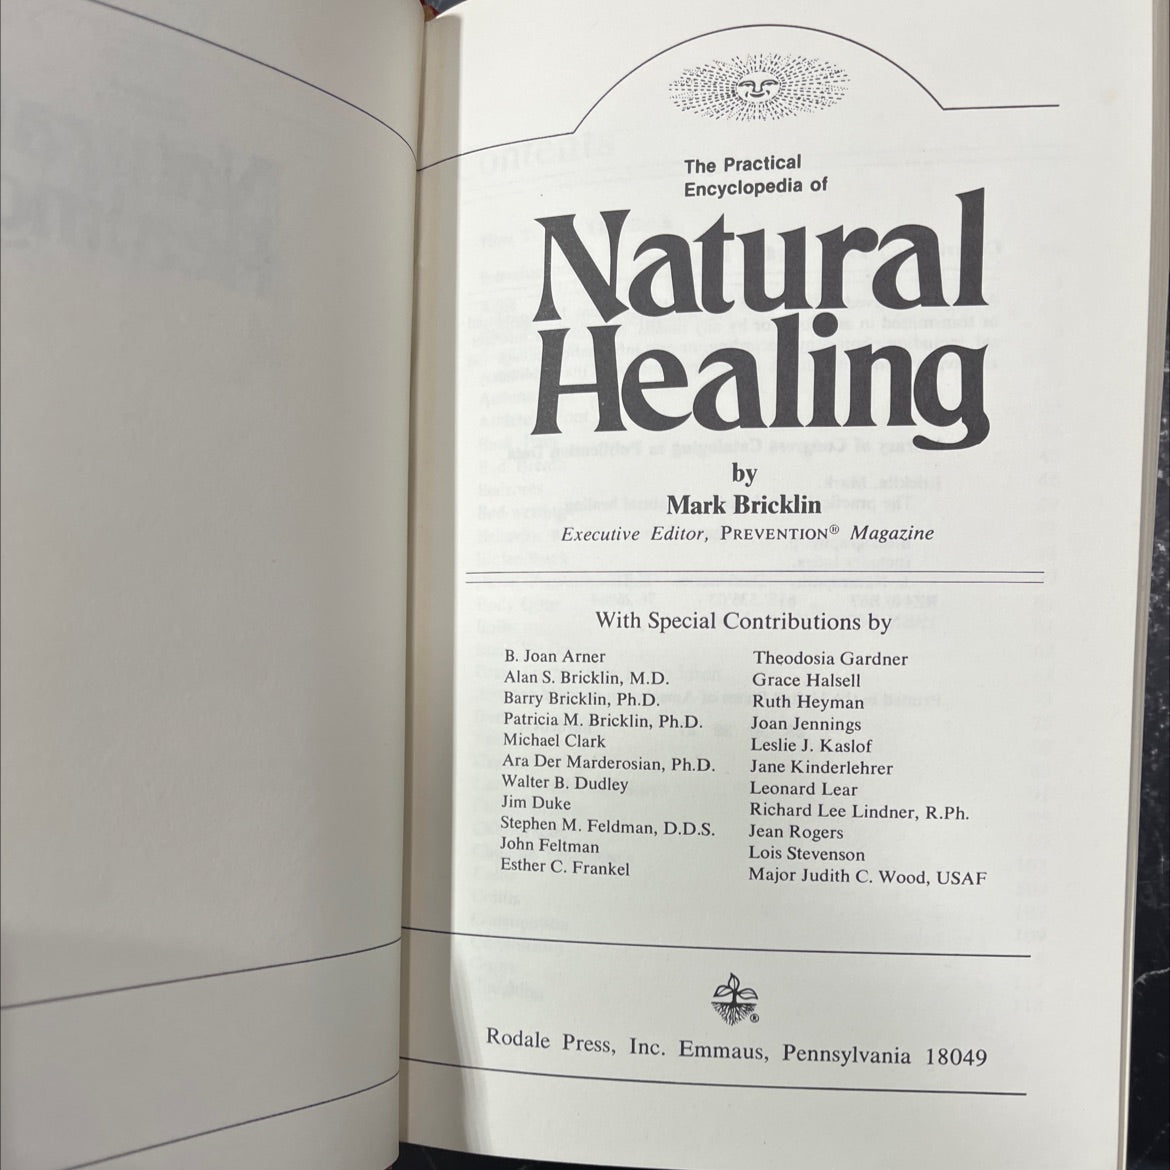 The Practical
Encyclopedia of
Natural
Healing
by
Mark Bricklin
Executive Editor, PREVENTION® Magazine
With Special Contributions by
B. Joan Arner
Alan S. Bricklin, M.D.
Barry Bricklin, Ph.D.
Patricia M. Bricklin, Ph.D.
Michael Clark
Ara Der Marderosian, Ph.D.
Walter B. Dudley
Jim Duke
Stephen M. Feldman, D.D.S.
John Feltman
Esther C. Frankel
Theodosia Gardner
Grace Halsell
Ruth Heyman
Joan Jennings
Leslie J. Kaslof
Jane Kinderlehrer
Leonard Lear
Richard Lee Lindner, R.Ph.
Jean Rogers
Lois Stevenson
Major Judith C. Wood, USAF
®
Rodale Press, Inc. Emmaus, Pennsylvania 18049